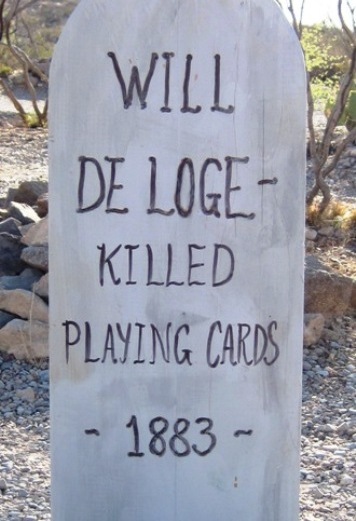 WILL
DE LOGE-
KILLED
PLAYING CARDS
- 1883 -